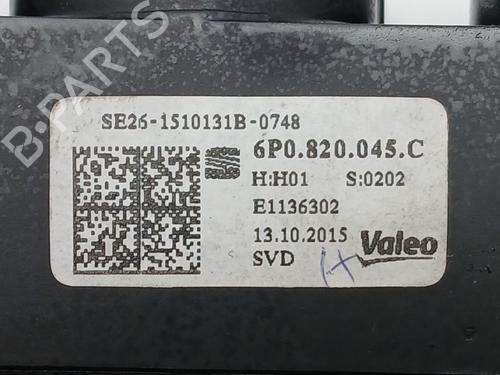 SE26-1510131B-0748
6P0.820.045.C
H:H01 S:0202
E1136302
13.10.2015
SVD
Valeo
H
B-PARTS